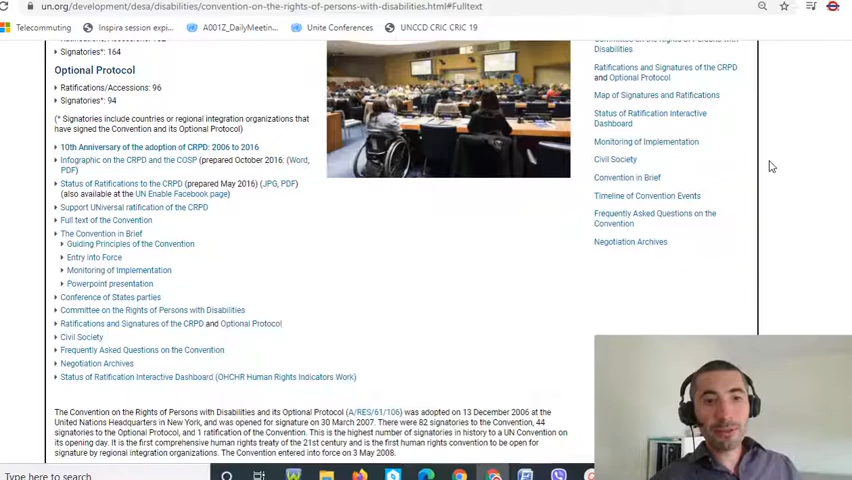 un.org/development/desa/disabilities/convention-on-the-rights-of-persons-with-disabilities.html#Fulltext
Telecommuting
Inspira session expi...
A001Z_DailyMeetin...
Unite Conferences
UNCCD CRIC CRIC 19
Signatories*: 164
Optional Protocol
Ratifications/Accessions: 96
Signatories*: 94
(* Signatories include countries or regional integration organizations that
have signed the Convention and its Optional Protocol)
10th Anniversary of the adoption of CRPD: 2006 to 2016
Infographic on the CRPD and the COSP (prepared October 2016: (Word,
PDF)
Status of Ratifications to the CRPD (prepared May 2016) (JPG, PDF)
(also available at the UN Enable Facebook page)
Support UNiversal ratification of the CRPD
Full text of the Convention
The Convention in Brief
Guiding Principles of the Convention
Entry into Force
Monitoring of Implementation
Powerpoint presentation
Conference of States parties
Committee on the Rights of Persons with Disabilities
Ratifications and Signatures of the CRPD and Optional Protocol
Civil Society
Frequently Asked Questions on the Convention
Negotiation Archives
Status of Ratification Interactive Dashboard (OHCHR Human Rights Indicators Work)
The Convention on the Rights of Persons with Disabilities and its Optional Protocol (A/RES/61/106) was adopted on 13 December 2006 at the
United Nations Headquarters in New York, and was opened for signature on 30 March 2007. There were 82 signatories to the Convention, 44
signatories to the Optional Protocol, and 1 ratification of the Convention. This is the highest number of signatories in history to a UN Convention on
its opening day. It is the first comprehensive human rights treaty of the 21st century and is the first human rights convention to be open for
signature by regional integration organizations. The Convention entered into force on 3 May 2008.
Disabilities
Ratifications and Signatures of the CRPD
and Optional Protocol
Map of Signatures and Ratifications
Status of Ratification Interactive
Dashboard
Monitoring of Implementation
Civil Society
Convention in Brief
Timeline of Convention Events
Frequently Asked Questions on the
Convention
Negotiation Archives
Type here to search